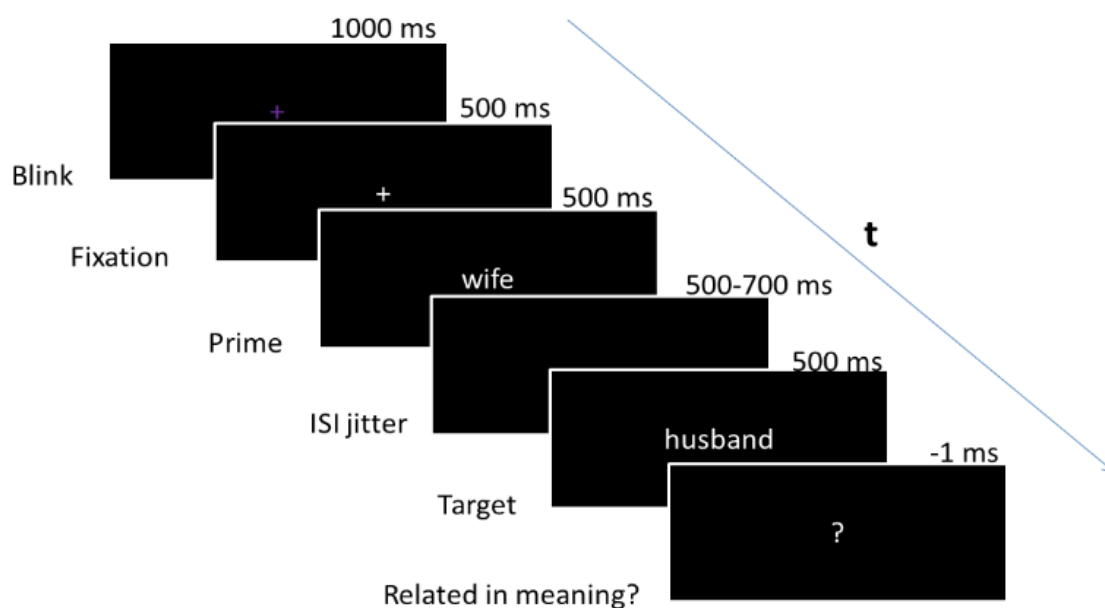 1000 ms
+
500 ms
Blink
+
500 ms
Fixation
wife
500-700 ms
Prime
500 ms
ISI jitter
husband
-1 ms
Target
?
Related in meaning?
t